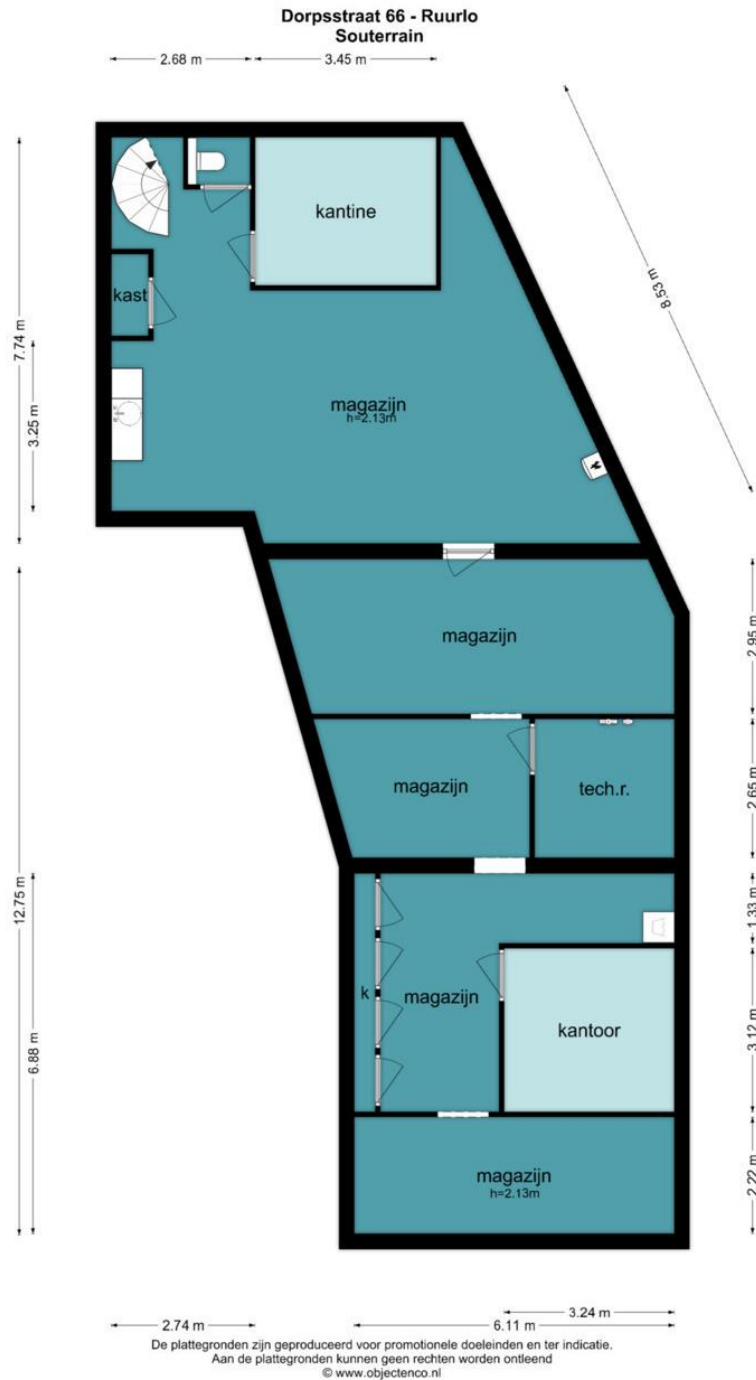 Dorpsstraat 66 - Ruurlo
Souterrain
2.68 m
3.45 m
8.53 m
7.74 m
3.25 m
kantine
kast
magazijn
h=2.13m
magazijn
2.95 m
magazijn
tech.r.
2.65 m
12.75 m
6.88 m
1.33 m
k
magazijn
kantoor
3.12 m
magazijn
h=2.13m
2.22 m
3.24 m
2.74 m
6.11 m
De plattegronden zijn geproduceerd voor promotionele doeleinden en ter indicatie.
Aan de plattegronden kunnen geen rechten worden ontleend
© www.objectenco.nl